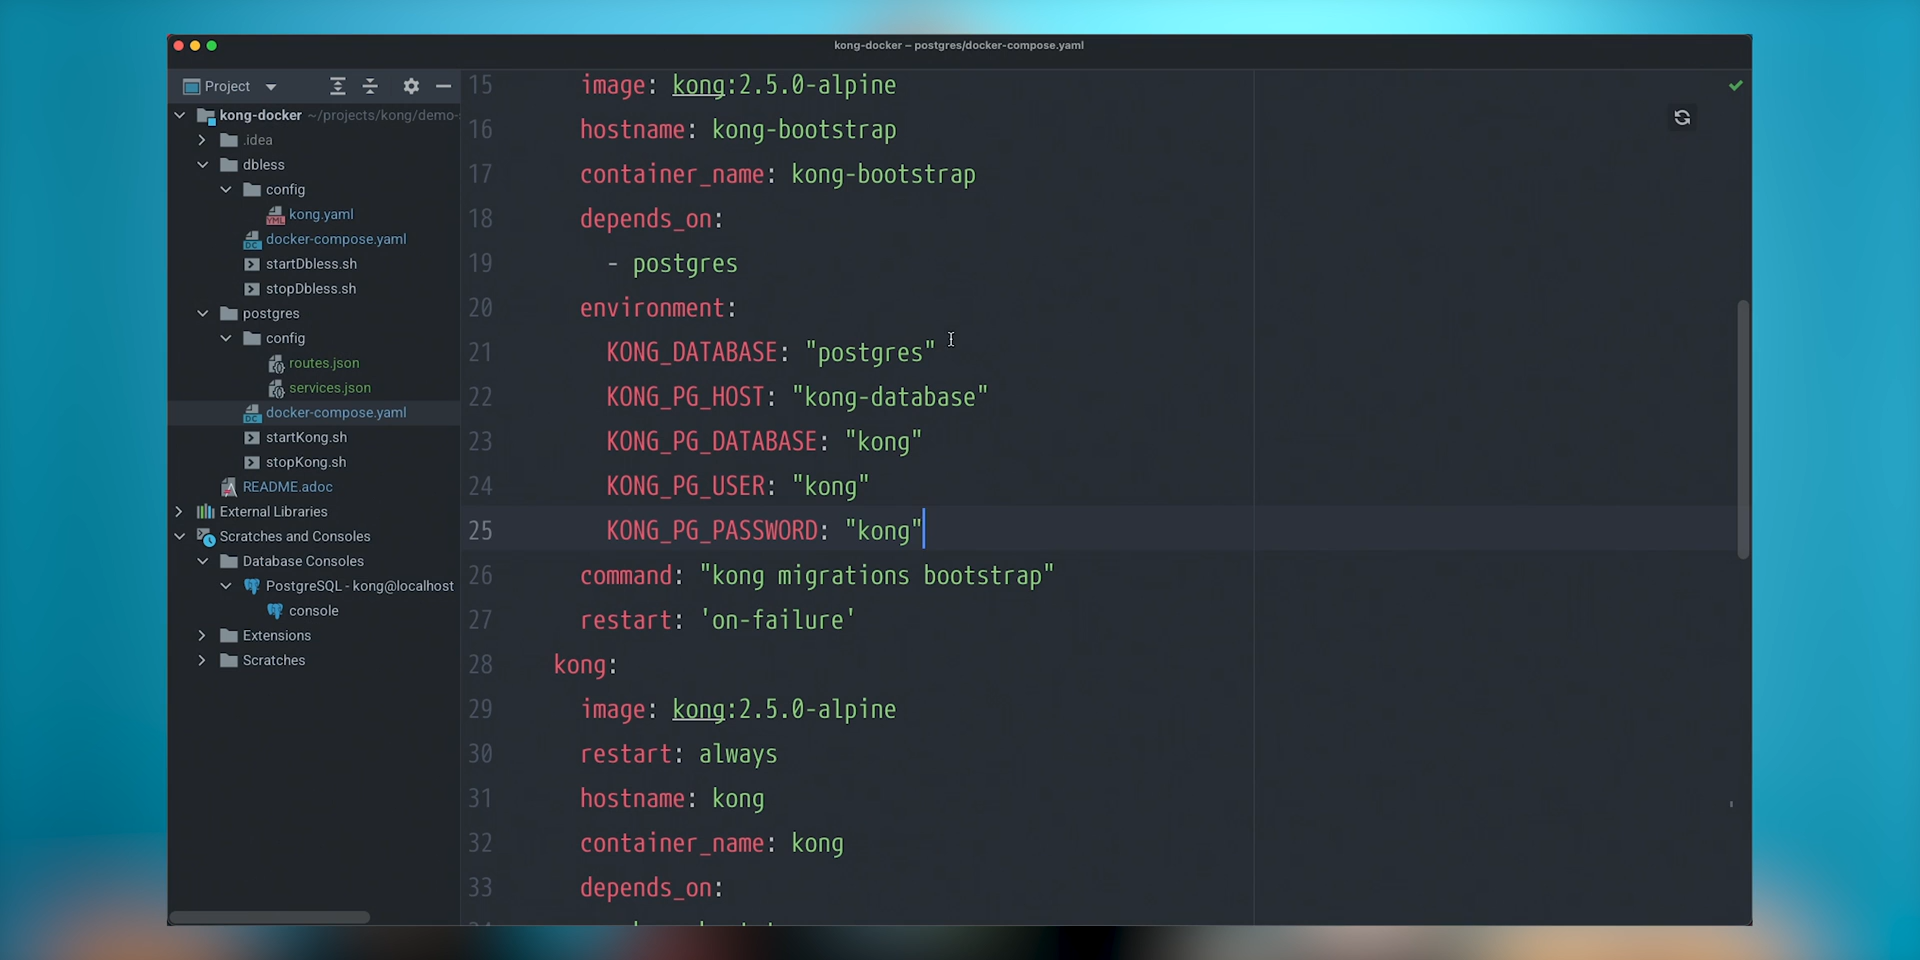 kong-docker – postgres/docker-compose.yaml
Project
kong-docker ~/projects/kong/demo-
.idea
dbless
config
kong.yaml
docker-compose.yaml
startDbless.sh
stopDbless.sh
postgres
config
routes.json
services.json
docker-compose.yaml
startKong.sh
stopKong.sh
README.adoc
External Libraries
Scratches and Consoles
Database Consoles
PostgreSQL - kong@localhost
console
Extensions
Scratches
15 image: kong:2.5.0-alpine
16 hostname: kong-bootstrap
17 container_name: kong-bootstrap
18 depends_on:
19 - postgres
20 environment:
21 KONG_DATABASE: "postgres"
22 KONG_PG_HOST: "kong-database"
23 KONG_PG_DATABASE: "kong"
24 KONG_PG_USER: "kong"
25 KONG_PG_PASSWORD: "kong"
26 command: "kong migrations bootstrap"
27 restart: 'on-failure'
28 kong:
29 image: kong:2.5.0-alpine
30 restart: always
31 hostname: kong
32 container_name: kong
33 depends_on: